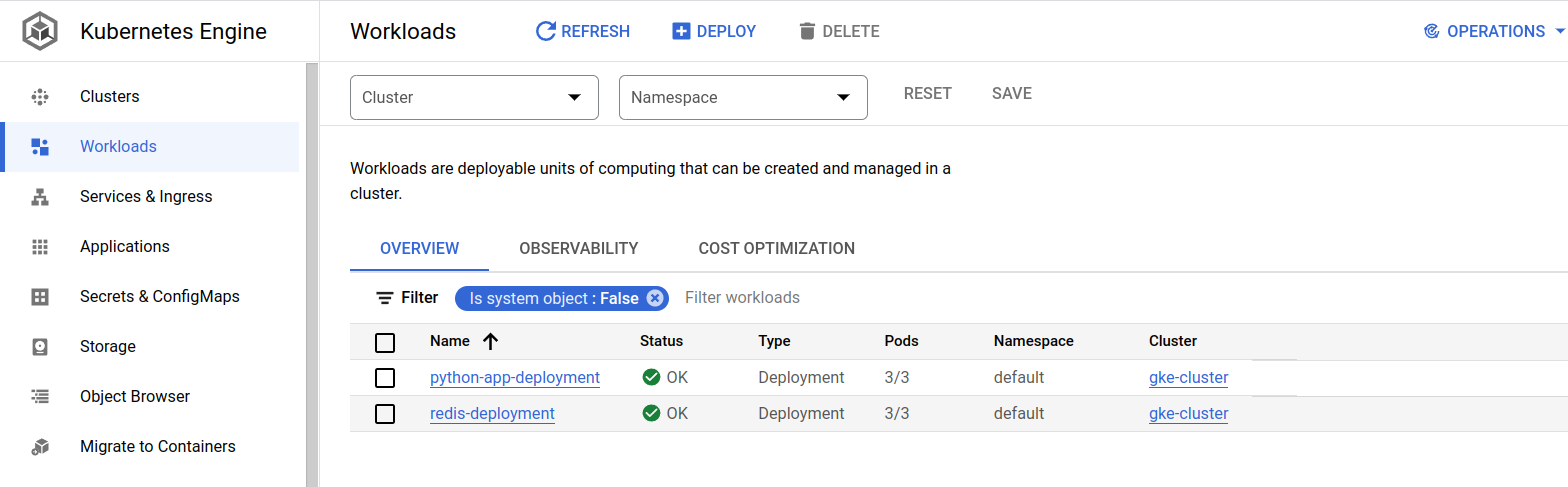 Kubernetes Engine
Workloads
REFRESH
DEPLOY
DELETE
OPERATIONS
Clusters
Workloads
Services & Ingress
Applications
Secrets & ConfigMaps
Storage
Object Browser
Migrate to Containers
Cluster
Namespace
RESET
SAVE
Workloads are deployable units of computing that can be created and managed in a
cluster.
OVERVIEW
OBSERVABILITY
COST OPTIMIZATION
Filter
Is system object : False
Filter workloads
Name Status Type Pods Namespace Cluster
python-app-deployment OK Deployment 3/3 default gke-cluster
redis-deployment OK Deployment 3/3 default gke-cluster